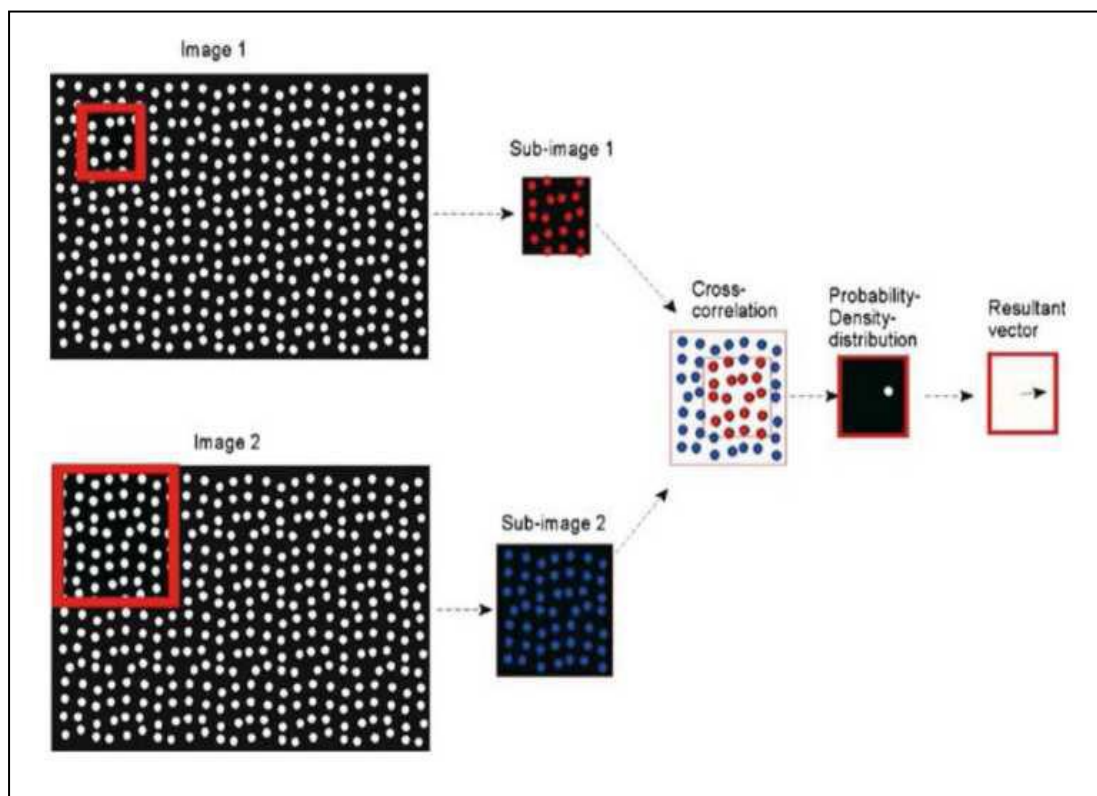 Image 1
Sub-image 1
Cross-
correlation
Probability-
Density-
distribution
Resultant
vector
Image 2
Sub-image 2